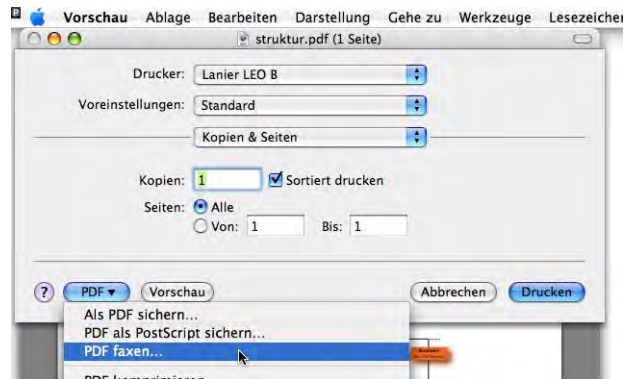 Vorschau Ablage Bearbeiten Darstellung Gehe zu Werkzeuge Lesezeichen
struktur.pdf (1 Seite)
Drucker: Lanier LEO B
Voreinstellungen: Standard
Kopien & Seiten
Kopien: 1 Sortiert drucken
Seiten: Alle
Von: 1 Bis: 1
? PDF ▾ Vorschau Abbrechen Drucken
Als PDF sichern...
PDF als PostScript sichern...
PDF faxen...
PDF komprimieren